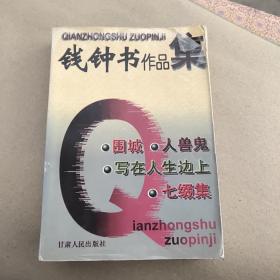 QIANZHONGSHU ZUOPINJI
钱钟书作品集
·围城 ·人兽鬼
·写在人生边上
·七缀集
Q
ianzhongshu
zuopinji
甘肃人民出版社